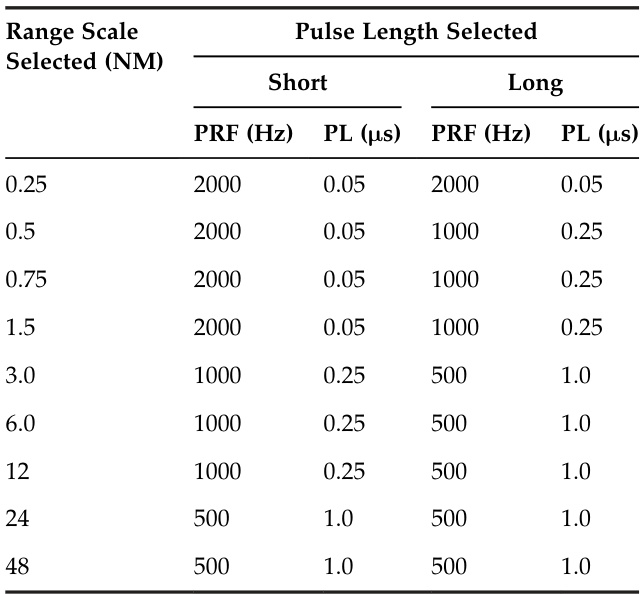 Range Scale Pulse Length Selected
Selected (NM)
Short Long
PRF (Hz) PL (μs) PRF (Hz) PL (μs)
0.25 2000 0.05 2000 0.05
0.5 2000 0.05 1000 0.25
0.75 2000 0.05 1000 0.25
1.5 2000 0.05 1000 0.25
3.0 1000 0.25 500 1.0
6.0 1000 0.25 500 1.0
12 1000 0.25 500 1.0
24 500 1.0 500 1.0
48 500 1.0 500 1.0